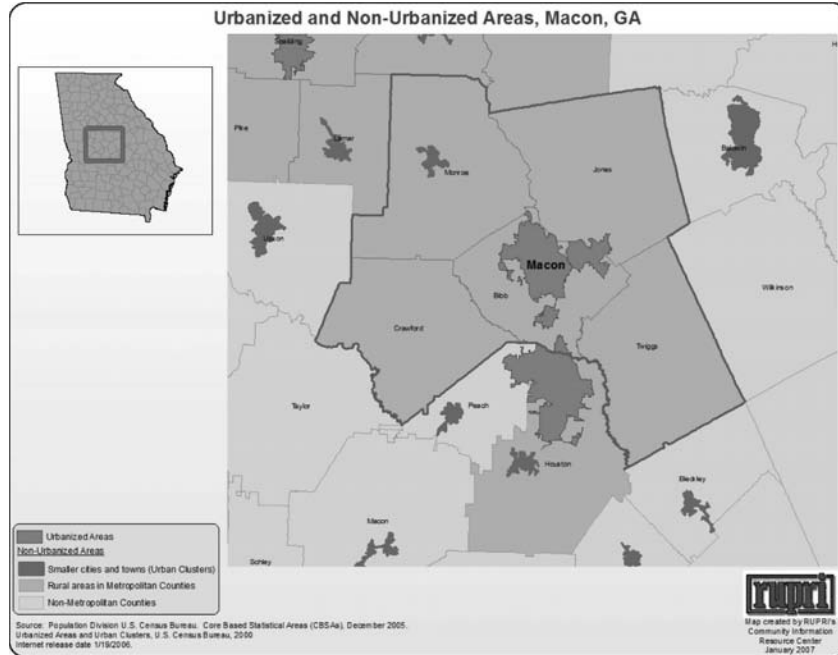 Urbanized and Non-Urbanized Areas, Macon, GA
Pike
Monroe
Jones
Baldwin
Upson
Macon
Bibb
Wilkinson
Crawford
Twiggs
Taylor
Peach
Houston
Bleckley
Macon
Schley
Urbanized Areas
Non-Urbanized Areas
Smaller cities and towns (Urban Clusters)
Rural areas in Metropolitan Counties
Non-Metropolitan Counties
Source: Population Division U.S. Census Bureau. Core Based Statistical Areas (CBSAs), December 2005.
Urbanized Areas and Urban Clusters, U.S. Census Bureau, 2000
Internet release date 1/19/2006.
rupri
Map created by RUPRI's
Community Information
Resource Center
January 2007